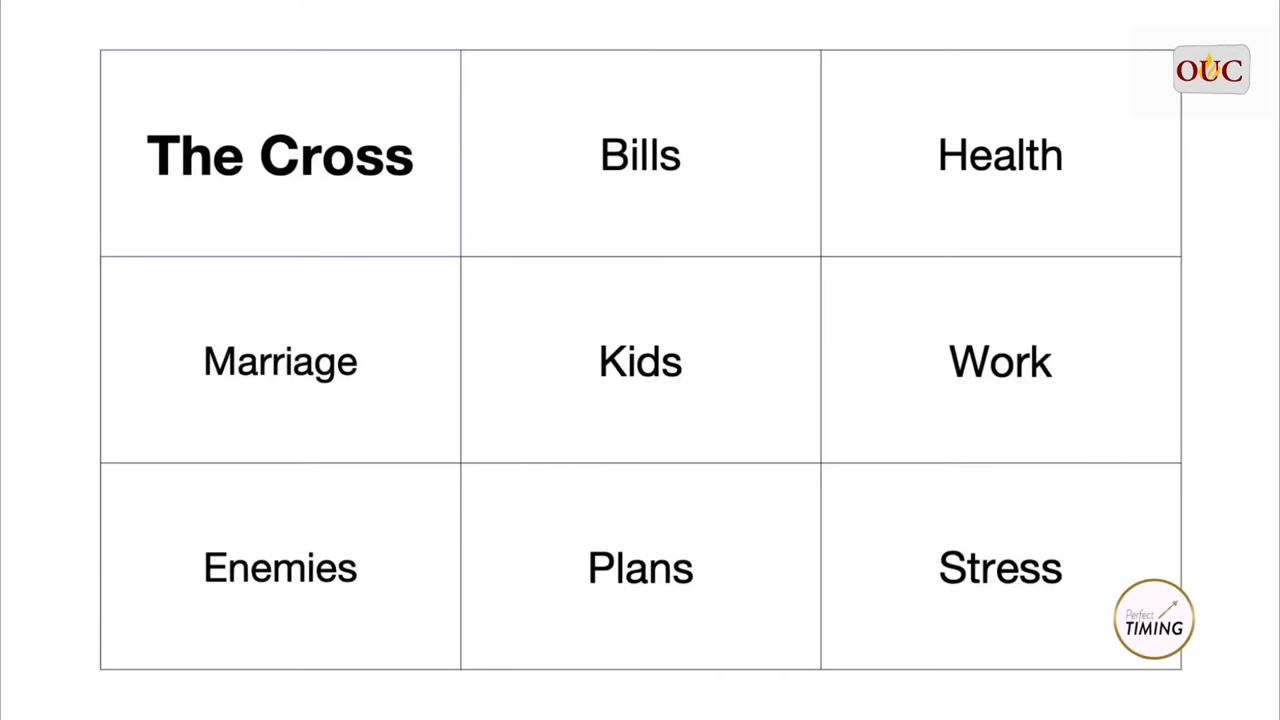 OUC
The Cross
Bills
Health
Marriage
Kids
Work
Enemies
Plans
Stress
Perfect
TIMING